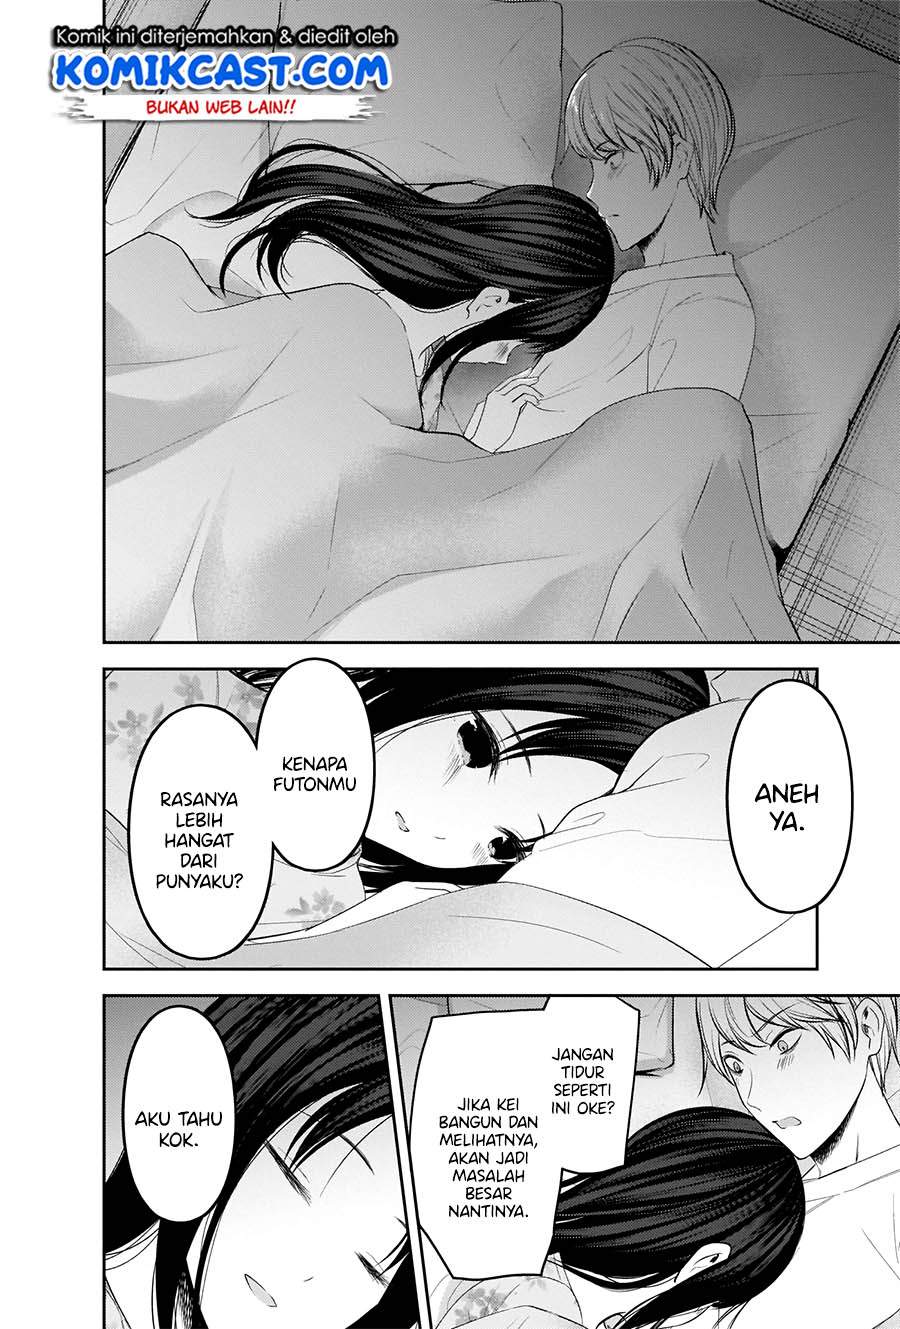 Komik ini diterjemahkan & diedit oleh
KOMIKCAST.COM
BUKAN WEB LAIN!!
ANEH
YA.
KENAPA
FUTONMU
RASANYA
LEBIH
HANGAT
DARI
PUNYAKU?
JANGAN
TIDUR
SEPERTI
INI OKE?
JIKA KEI
BANGUN DAN
MELIHATNYA,
AKAN JADI
MASALAH
BESAR
NANTINYA.
AKU TAHU
KOK.